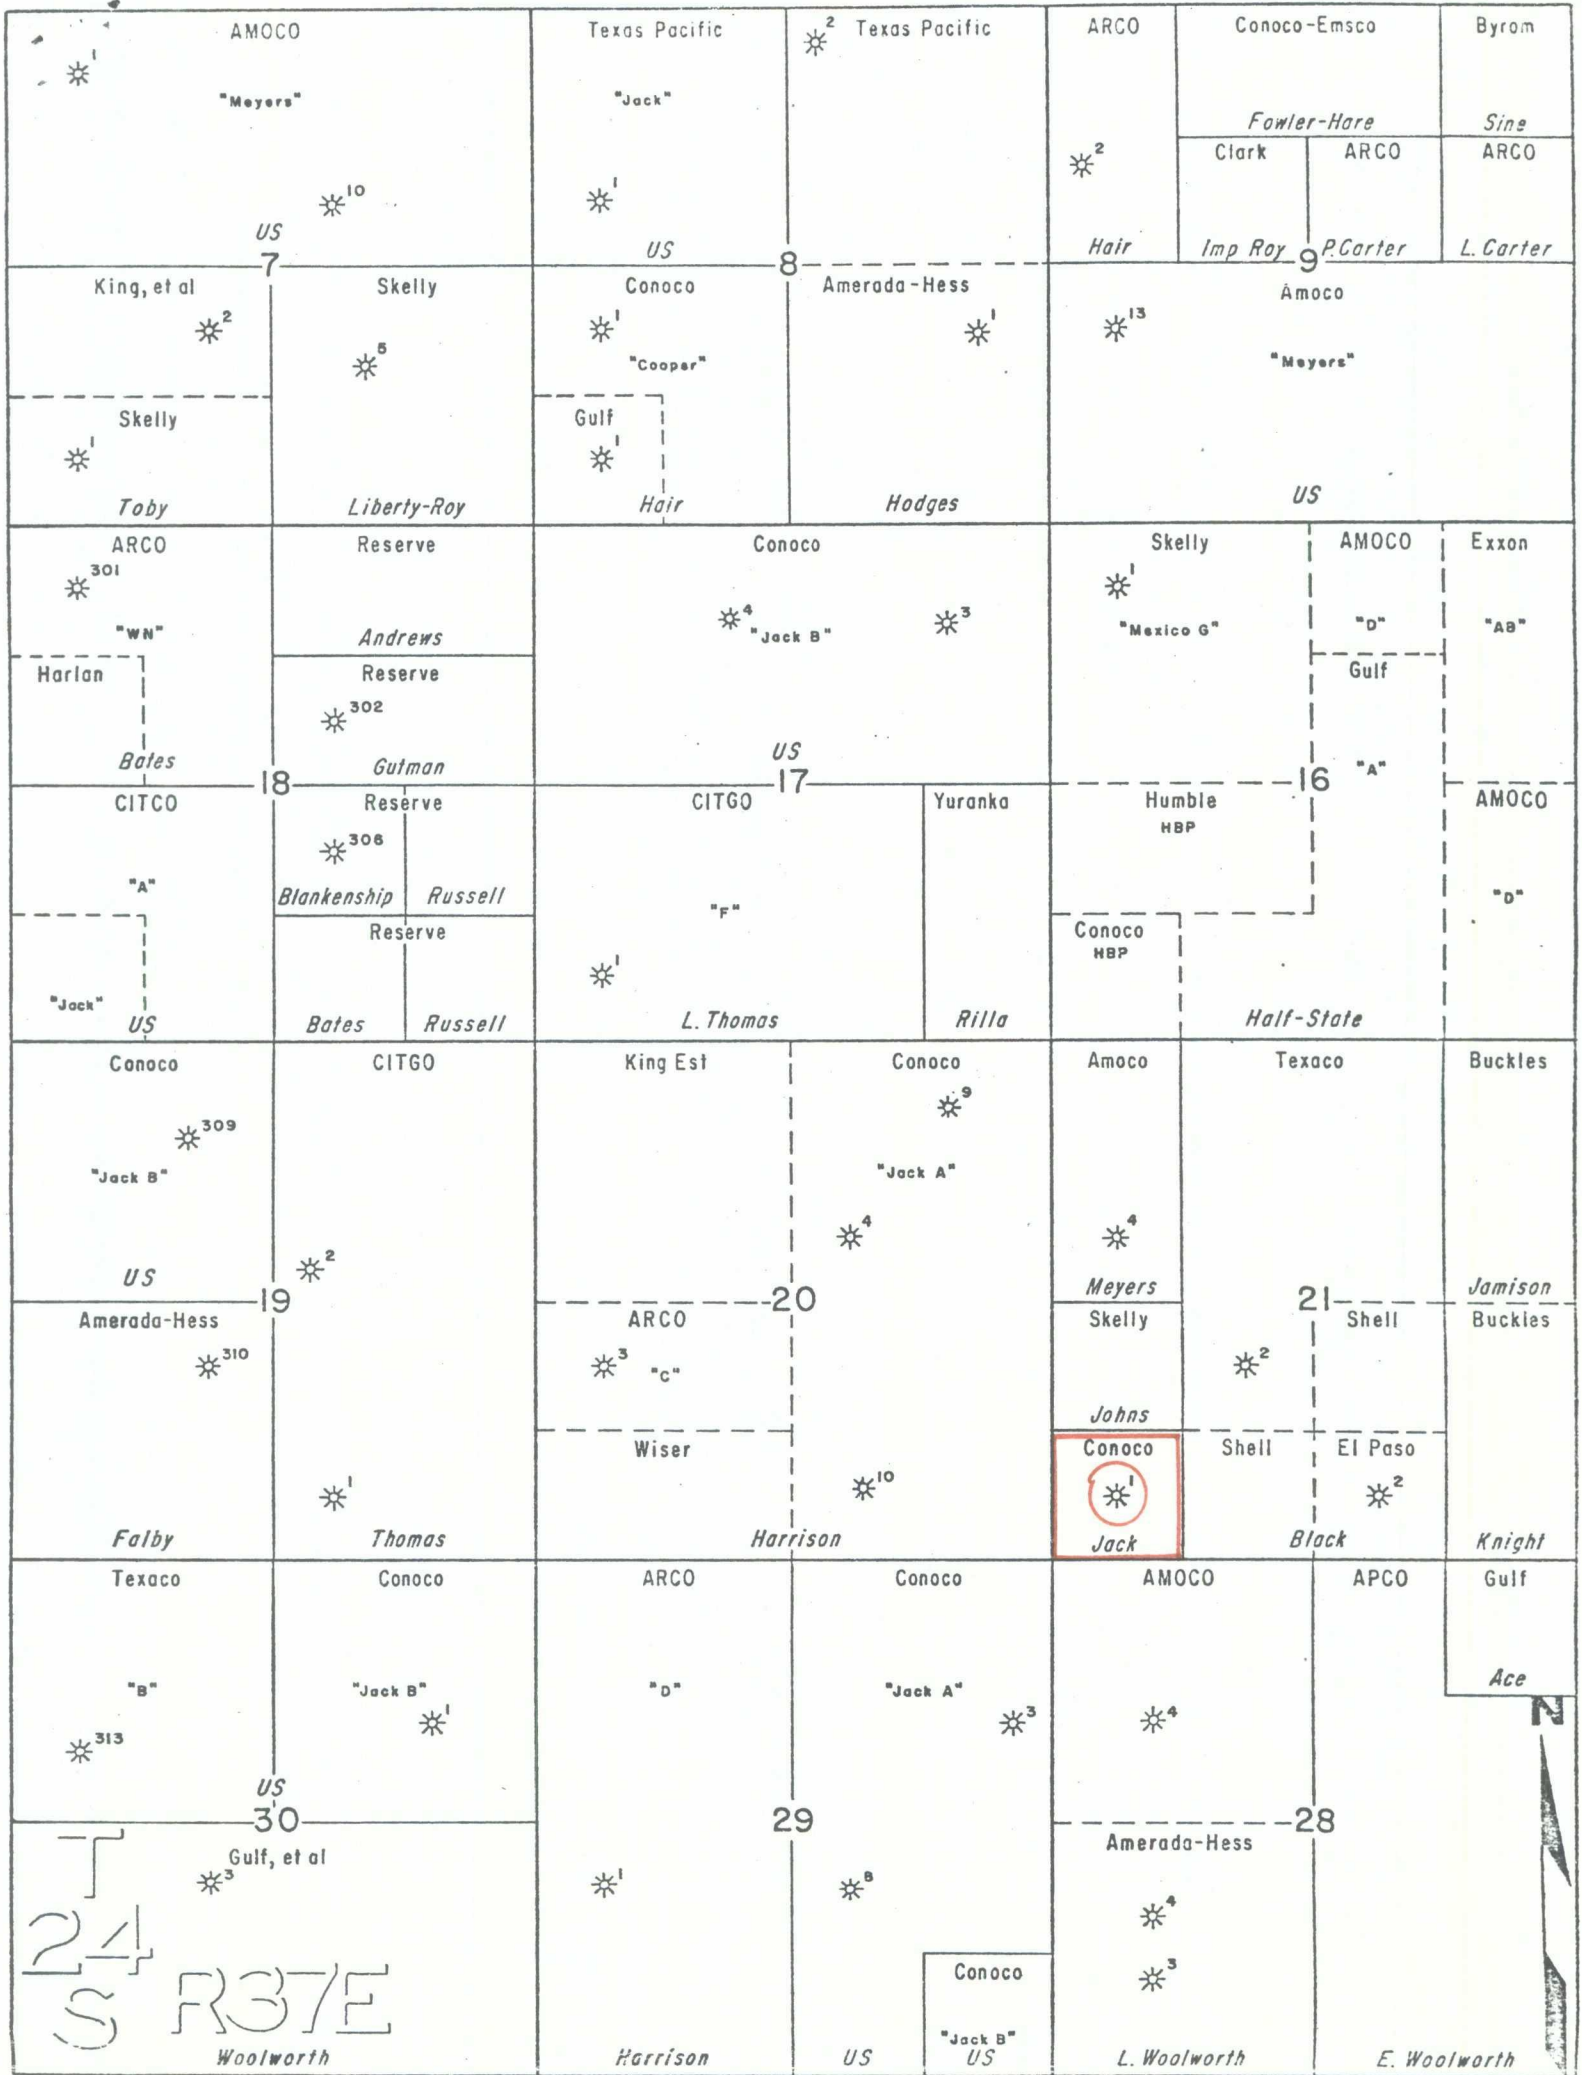 AMOCO
1
"Meyers"
10
US
Texas Pacific
"Jack"
1
US
2
Texas Pacific
ARCO
2
Hair
Conoco-Emsco
Fowler-Hare
Byrom
Sine
Clark
Imp Roy
ARCO
P. Carter
ARCO
L. Carter
7
8
9
King, et al
2
Skelly
5
Liberty-Roy
Skelly
1
Toby
Conoco
1
"Cooper"
Gulf
1
Hair
Amerada-Hess
1
Hodges
Amoco
13
"Meyers"
US
ARCO
301
"WN"
Harlan
Bates
Reserve
Andrews
Reserve
302
Gutman
Conoco
4
"Jack B"
3
US
Skelly
1
"Mexico G"
AMOCO
"D"
Gulf
"A"
Exxon
"AB"
18
17
16
CITCO
"A"
"Jack"
US
Reserve
306
Blankenship
Russell
Reserve
Bates
Russell
CITGO
"F"
1
L. Thomas
Yuranka
Rilla
Humble
HBP
Conoco
HBP
Half-State
AMOCO
"D"
Conoco
309
"Jack B"
US
CITGO
2
1
Thomas
King Est
Conoco
9
"Jack A"
4
10
Amoco
4
Meyers
Texaco
2
Buckles
Jamison
19
20
21
Amerada-Hess
310
Falby
ARCO
3
"C"
Wiser
Harrison
Skelly
Johns
Shell
Buckles
Knight
Conoco
1
Jack
Shell
El Paso
2
Black
Texaco
"B"
313
US
Conoco
"Jack B"
1
ARCO
"D"
1
Harrison
Conoco
"Jack A"
3
8
US
AMOCO
4
APCO
Gulf
Ace
N
30
29
28
Gulf, et al
3
Woolworth
Conoco
"Jack B"
US
Amerada-Hess
4
3
L. Woolworth
E. Woolworth
T
24
S R37E